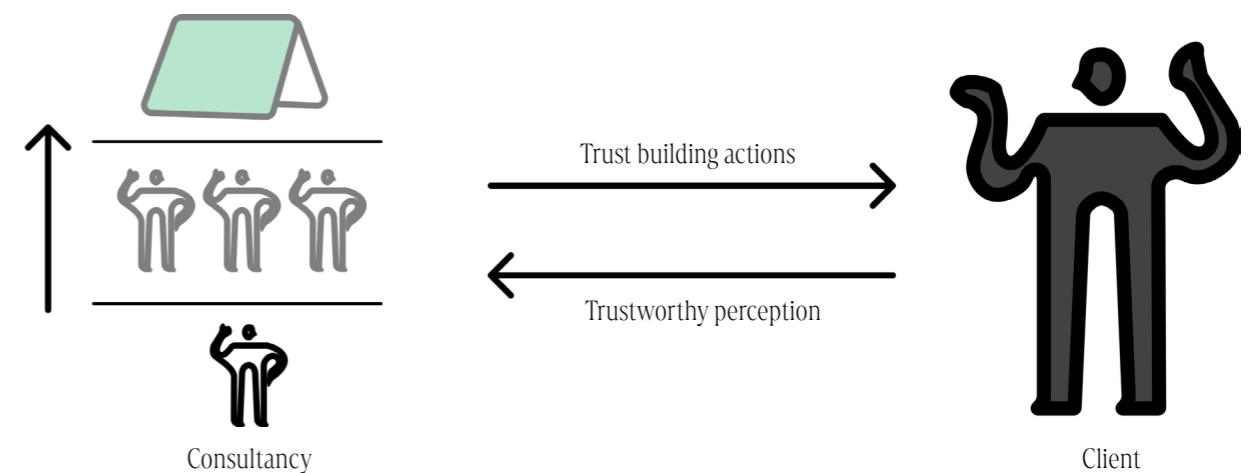 Trust building actions
Trustworthy perception
Consultancy
Client